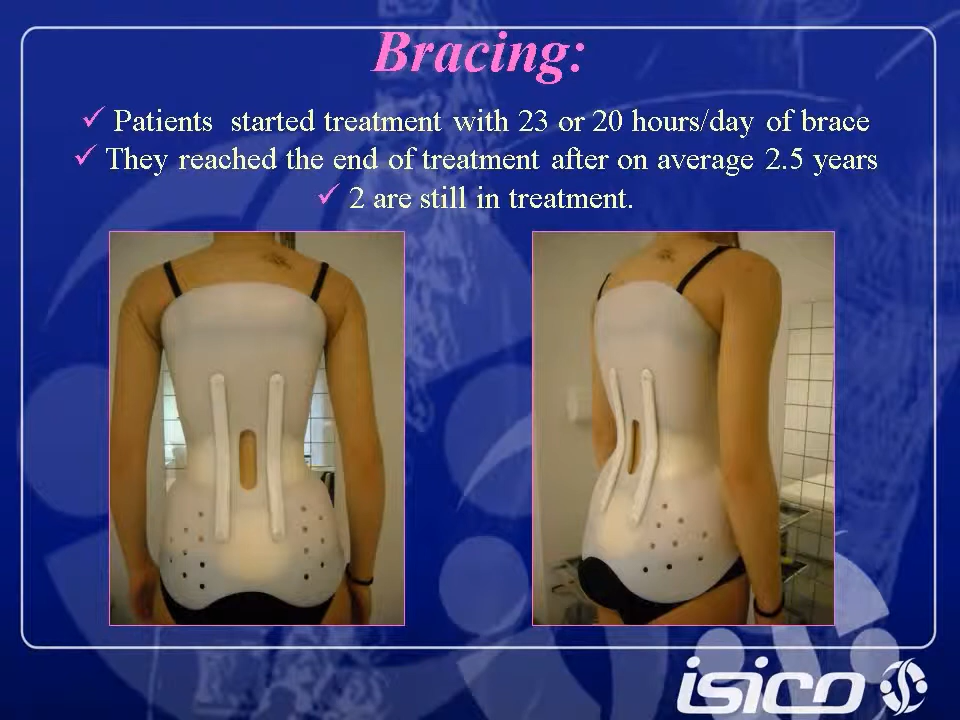 Bracing:
✓ Patients started treatment with 23 or 20 hours/day of brace
✓ They reached the end of treatment after on average 2.5 years
✓ 2 are still in treatment.
isico